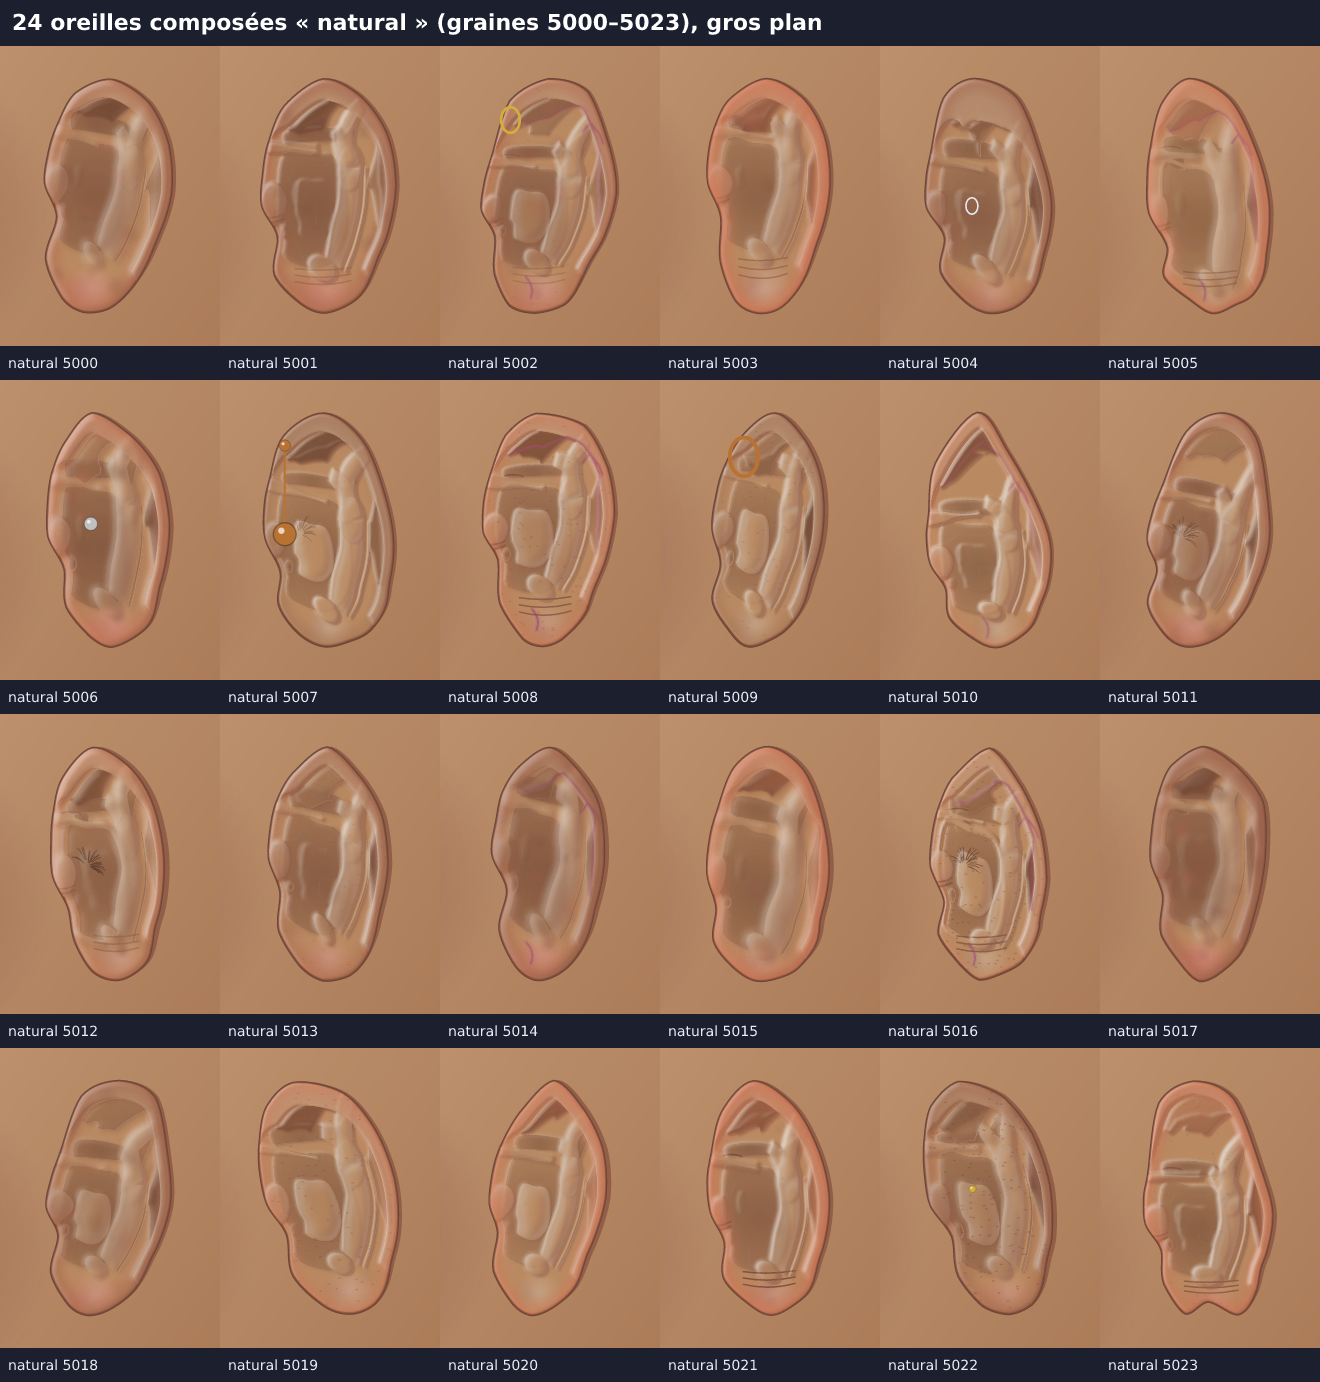 24 oreilles composées « natural » (graines 5000–5023), gros plan
natural 5000
natural 5001
natural 5002
natural 5003
natural 5004
natural 5005
natural 5006
natural 5007
natural 5008
natural 5009
natural 5010
natural 5011
natural 5012
natural 5013
natural 5014
natural 5015
natural 5016
natural 5017
natural 5018
natural 5019
natural 5020
natural 5021
natural 5022
natural 5023